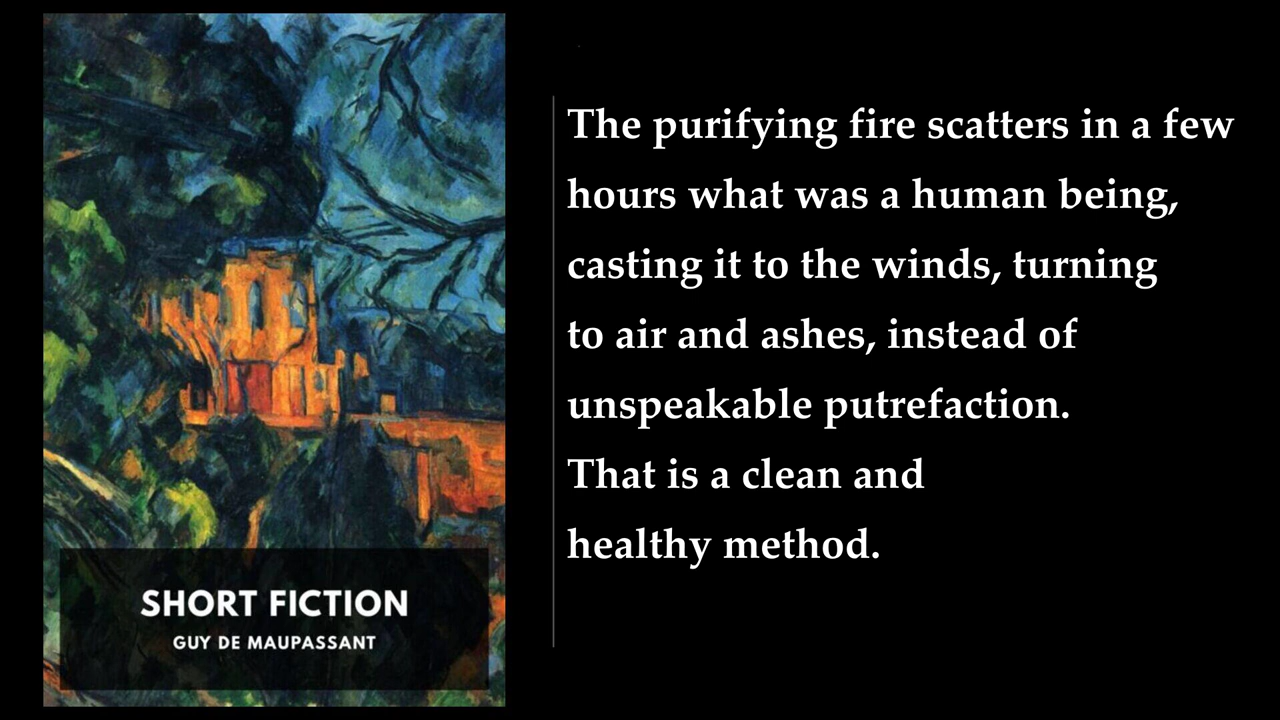 SHORT FICTION
GUY DE MAUPASSANT
The purifying fire scatters in a few
hours what was a human being,
casting it to the winds, turning
to air and ashes, instead of
unspeakable putrefaction.
That is a clean and
healthy method.